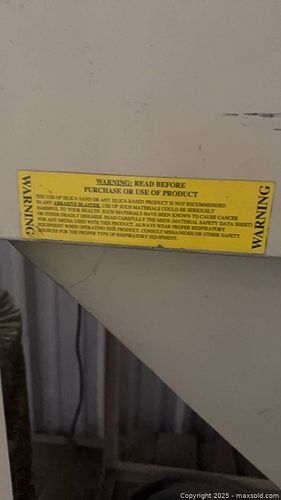 WARNING
WARNING: READ BEFORE
PURCHASE OR USE OF PRODUCT
THE USE OF SILICA SAND OR ANY SILICA-BASED PRODUCT IS NOT RECOMMENDED
IN ANY ABRASIVE BLASTER. USE OF SUCH MATERIALS COULD BE SERIOUSLY
HARMFUL TO YOUR HEALTH. SUCH MATERIALS HAVE BEEN KNOWN TO CAUSE CANCER
OR OTHER DEADLY DISEASES. READ CAREFULLY THE MSDS (MATERIAL SAFETY DATA SHEET)
FOR ANY MEDIA USED WITH THIS PRODUCT. ALWAYS WEAR PROPER RESPIRATORY
EQUIPMENT WHEN OPERATING THIS PRODUCT. CONSULT MSHA/NIOSH OR OTHER SAFETY
SOURCES FOR THE PROPER TYPE OF RESPIRATORY EQUIPMENT.
WARNING
Copyright © 2025 - maxsold.com